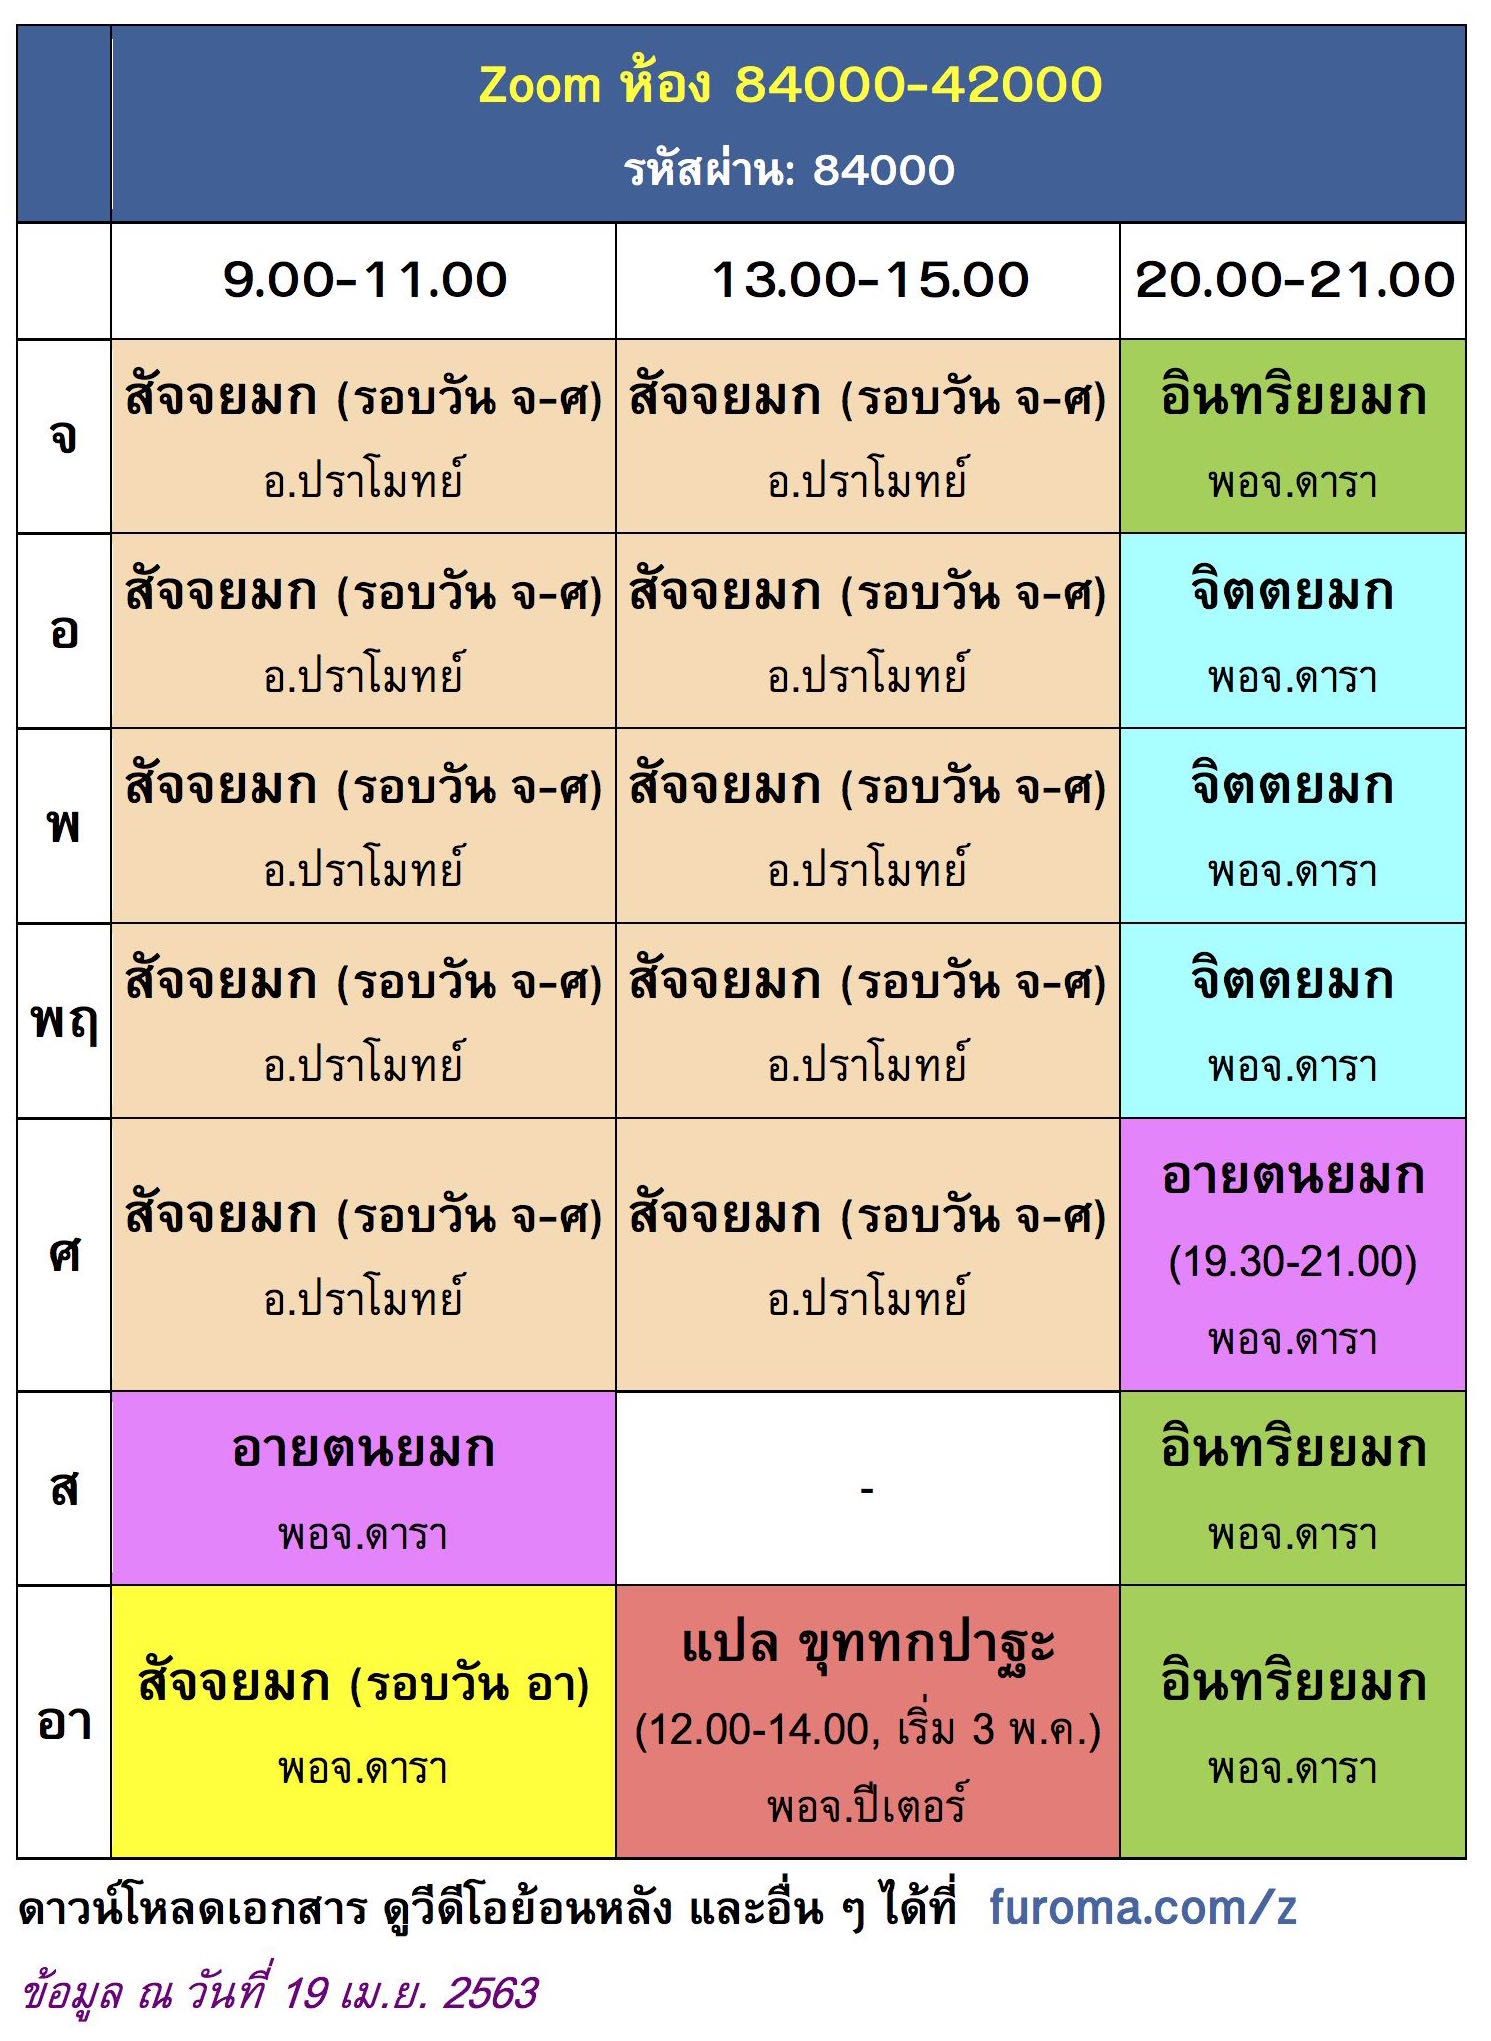 Zoom ห้อง 84000-42000
รหัสผ่าน: 84000
9.00-11.00 13.00-15.00 20.00-21.00
จ
สัจจยมก (รอบวัน จ-ศ)
อ.ปราโมทย์
สัจจยมก (รอบวัน จ-ศ)
อ.ปราโมทย์
อินทริยยมก
พอจ.ดารา
อ
สัจจยมก (รอบวัน จ-ศ)
อ.ปราโมทย์
สัจจยมก (รอบวัน จ-ศ)
อ.ปราโมทย์
จิตตยมก
พอจ.ดารา
พ
สัจจยมก (รอบวัน จ-ศ)
อ.ปราโมทย์
สัจจยมก (รอบวัน จ-ศ)
อ.ปราโมทย์
จิตตยมก
พอจ.ดารา
พฤ
สัจจยมก (รอบวัน จ-ศ)
อ.ปราโมทย์
สัจจยมก (รอบวัน จ-ศ)
อ.ปราโมทย์
จิตตยมก
พอจ.ดารา
ศ
สัจจยมก (รอบวัน จ-ศ)
อ.ปราโมทย์
สัจจยมก (รอบวัน จ-ศ)
อ.ปราโมทย์
อายตนยมก
(19.30-21.00)
พอจ.ดารา
ส
อายตนยมก
พอจ.ดารา
-
อินทริยยมก
พอจ.ดารา
อา
สัจจยมก (รอบวัน อา)
พอจ.ดารา
แปล ขุททกปาฐะ
(12.00-14.00, เริ่ม 3 พ.ค.)
พอจ.ปีเตอร์
อินทริยยมก
พอจ.ดารา
ดาวน์โหลดเอกสาร ดูวีดีโอย้อนหลัง และอื่น ๆ ได้ที่ furoma.com/z
ข้อมูล ณ วันที่ 19 เม.ย. 2563